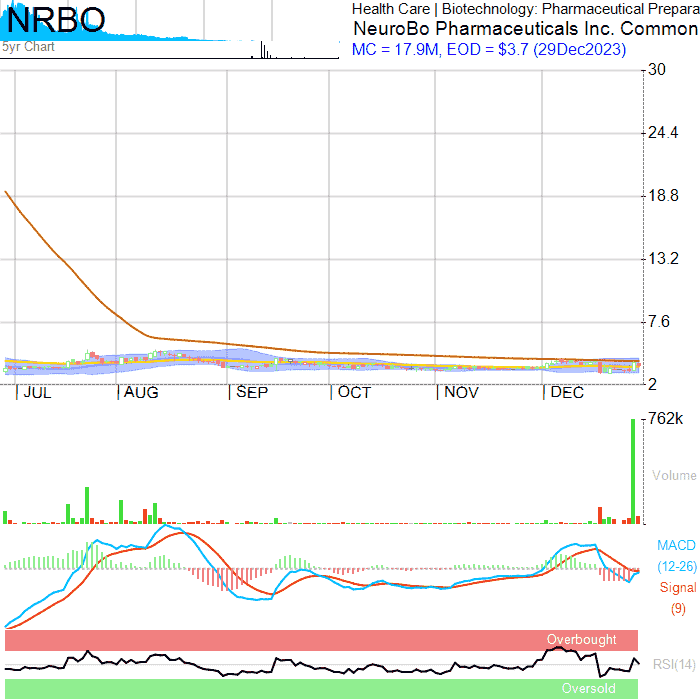 NRBO
Health Care | Biotechnology: Pharmaceutical Prepara
NeuroBo Pharmaceuticals Inc. Common
5yr Chart
MC = 17.9M, EOD = $3.7 (29Dec2023)
30
24.4
18.8
13.2
7.6
2
JUL
AUG
SEP
OCT
NOV
DEC
762k
Volume
MACD
(12-26)
Signal
(9)
Overbought
RSI(14)
Oversold